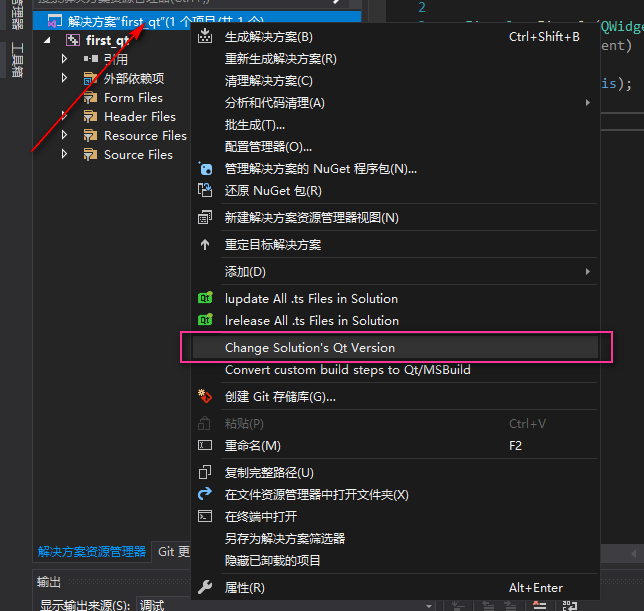 解决方案"first_qt"(1 个项目/共 1 个)
first_qt
引用
外部依赖项
Form Files
Header Files
Resource Files
Source Files
生成解决方案(B) Ctrl+Shift+B
重新生成解决方案(R)
清理解决方案(C)
分析和代码清理(A)
批生成(T)...
配置管理器(O)...
管理解决方案的 NuGet 程序包(N)...
还原 NuGet 包(R)
新建解决方案资源管理器视图(N)
重定目标解决方案
添加(D)
lupdate All .ts Files in Solution
lrelease All .ts Files in Solution
Change Solution's Qt Version
Convert custom build steps to Qt/MSBuild
创建 Git 存储库(G)...
粘贴(P) Ctrl+V
重命名(M) F2
复制完整路径(U)
在文件资源管理器中打开文件夹(X)
在终端中打开
另存为解决方案筛选器
隐藏已卸载的项目
属性(R) Alt+Enter
解决方案资源管理器 Git 更
输出
显示输出来源(S): 调试
工具箱
2
(QWidge
ent)
is);